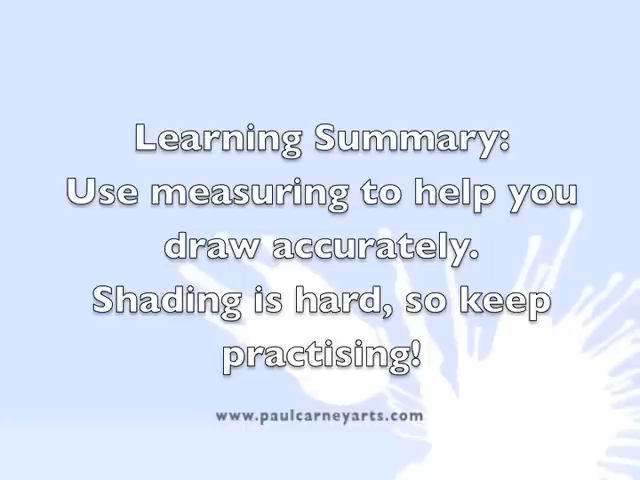 Learning Summary:
Use measuring to help you
draw accurately.
Shading is hard, so keep
practising!
www.paulcarneyarts.com